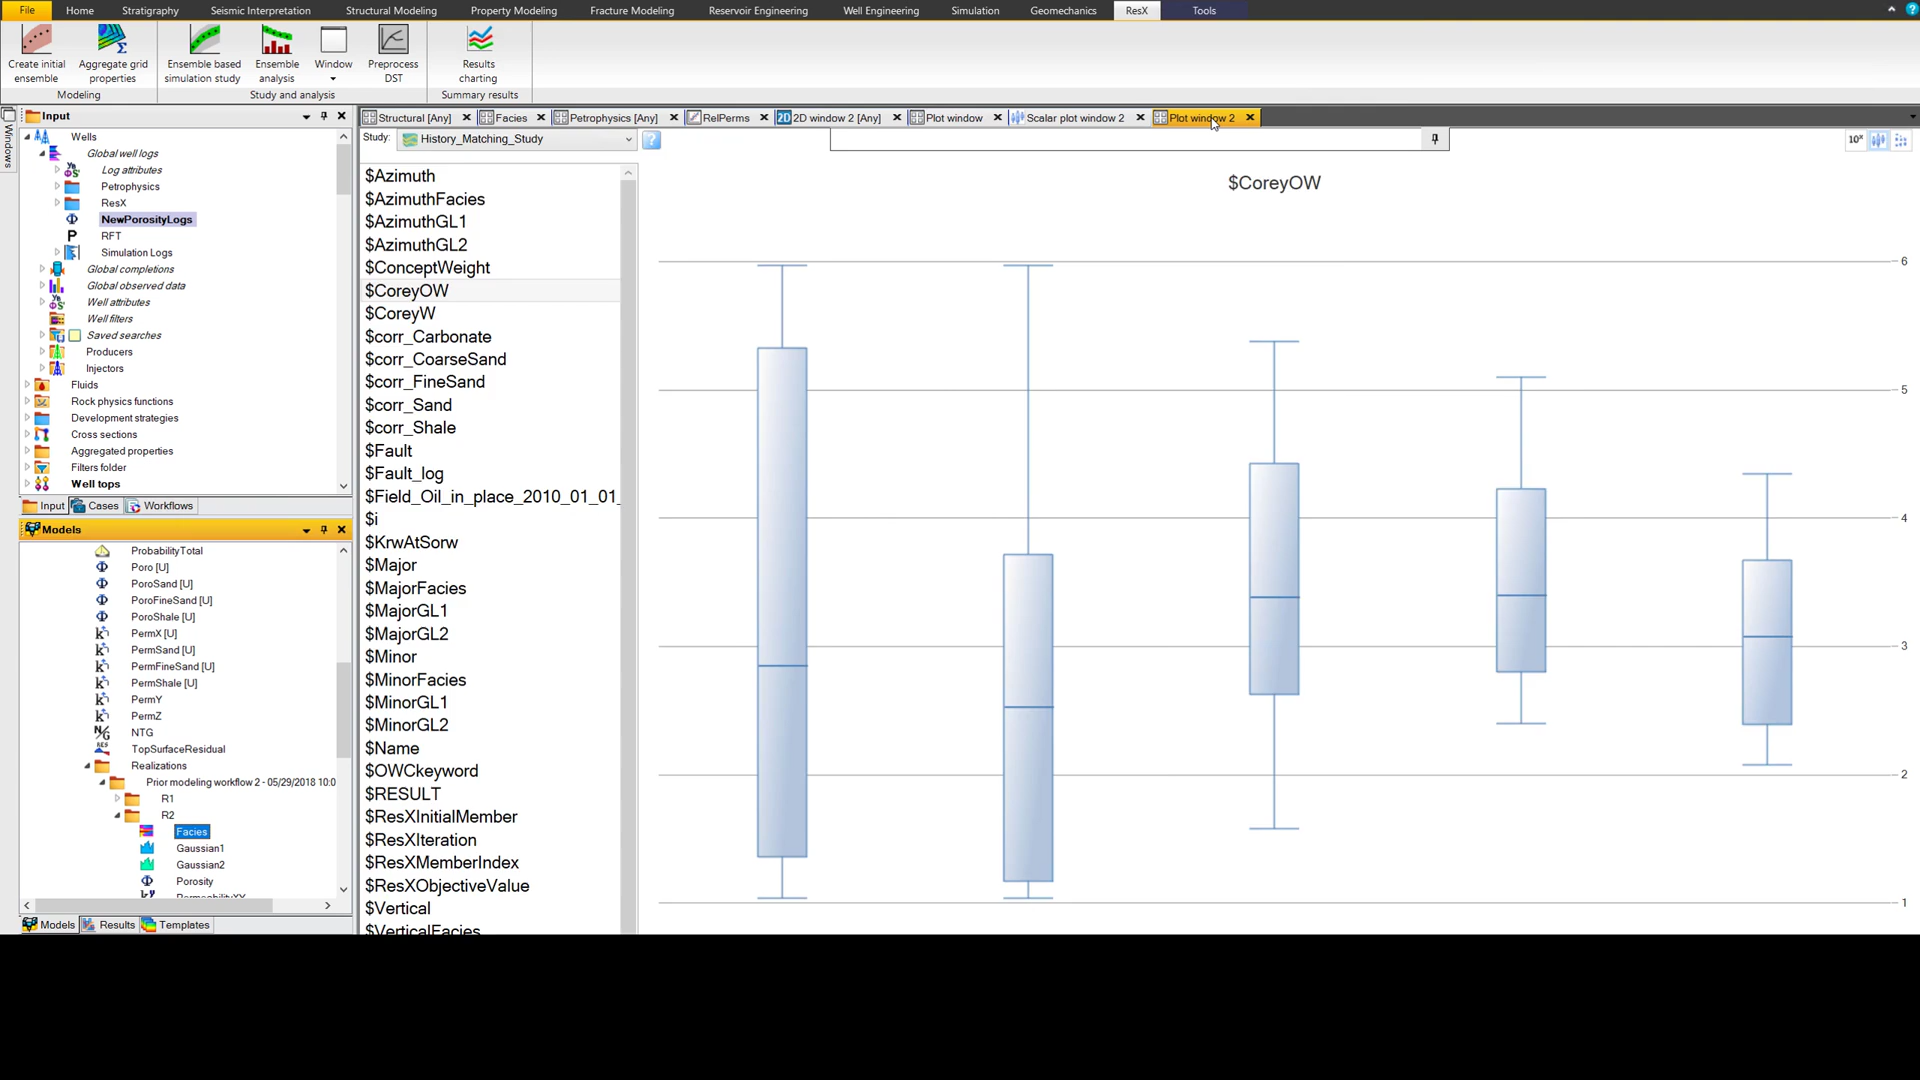 File Home Stratigraphy Seismic Interpretation Structural Modeling Property Modeling Fracture Modeling Reservoir Engineering Well Engineering Simulation Geomechanics ResX Tools
Create initial ensemble
Aggregate grid properties
Ensemble based simulation study
Ensemble analysis
Window
Preprocess DST
Results charting
Modeling
Study and analysis
Summary results
Windows
Input
Wells
Global well logs
Log attributes
Petrophysics
ResX
NewPorosityLogs
RFT
Simulation Logs
Global completions
Global observed data
Well attributes
Well filters
Saved searches
Producers
Injectors
Fluids
Rock physics functions
Development strategies
Cross sections
Aggregated properties
Filters folder
Well tops
Input Cases Workflows
Models
ProbabilityTotal
Poro [U]
PoroSand [U]
PoroFineSand [U]
PoroShale [U]
PermX [U]
PermSand [U]
PermFineSand [U]
PermShale [U]
PermY
PermZ
NTG
TopSurfaceResidual
Realizations
Prior modeling workflow 2 - 05/29/2018 10:0
R1
R2
Facies
Gaussian1
Gaussian2
Porosity
Models Results Templates
Structural [Any] Facies Petrophysics [Any] RelPerms 2D 2D window 2 [Any] Plot window Scalar plot window 2 Plot window 2
Study: History_Matching_Study
10ˣ
$Azimuth
$AzimuthFacies
$AzimuthGL1
$AzimuthGL2
$ConceptWeight
$CoreyOW
$CoreyW
$corr_Carbonate
$corr_CoarseSand
$corr_FineSand
$corr_Sand
$corr_Shale
$Fault
$Fault_log
$Field_Oil_in_place_2010_01_01_
$i
$KrwAtSorw
$Major
$MajorFacies
$MajorGL1
$MajorGL2
$Minor
$MinorFacies
$MinorGL1
$MinorGL2
$Name
$OWCkeyword
$RESULT
$ResXInitialMember
$ResXIteration
$ResXMemberIndex
$ResXObjectiveValue
$Vertical
$VerticalFacies
$CoreyOW
6
5
4
3
2
1